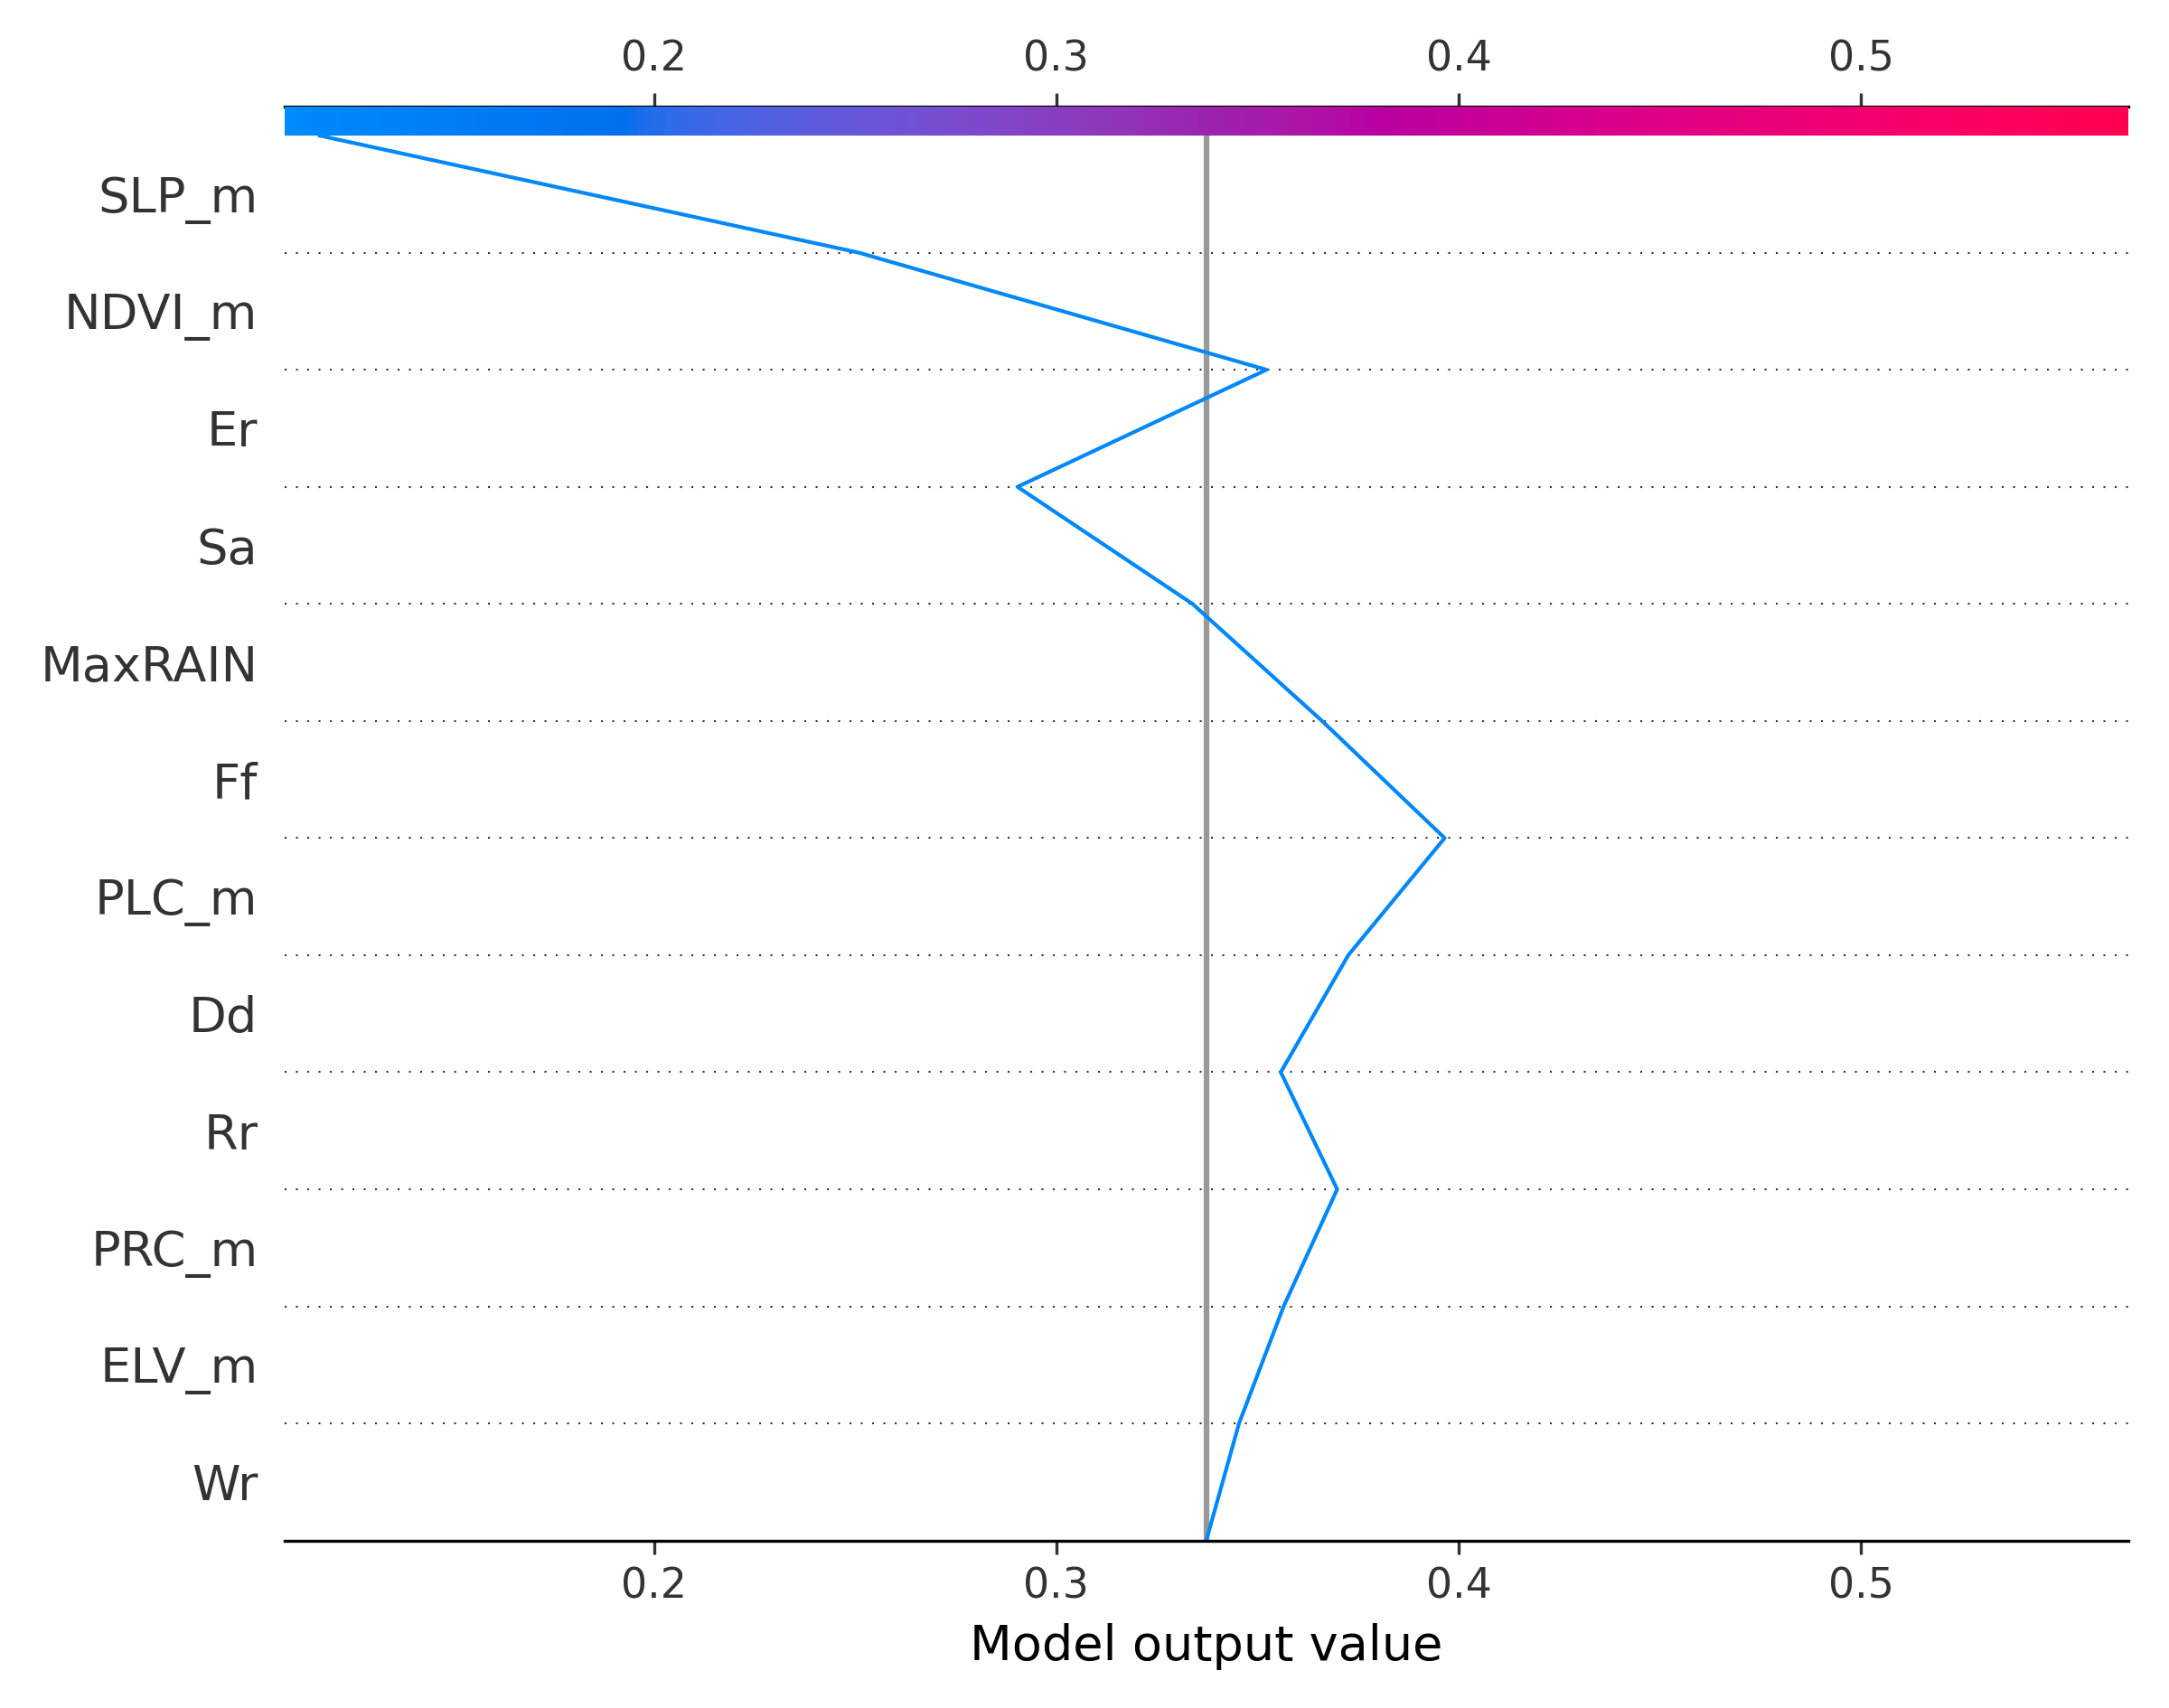 0.2 0.3 0.4 0.5
SLP_m
NDVI_m
Er
Sa
MaxRAIN
Ff
PLC_m
Dd
Rr
PRC_m
ELV_m
Wr
0.2 0.3 0.4 0.5
Model output value